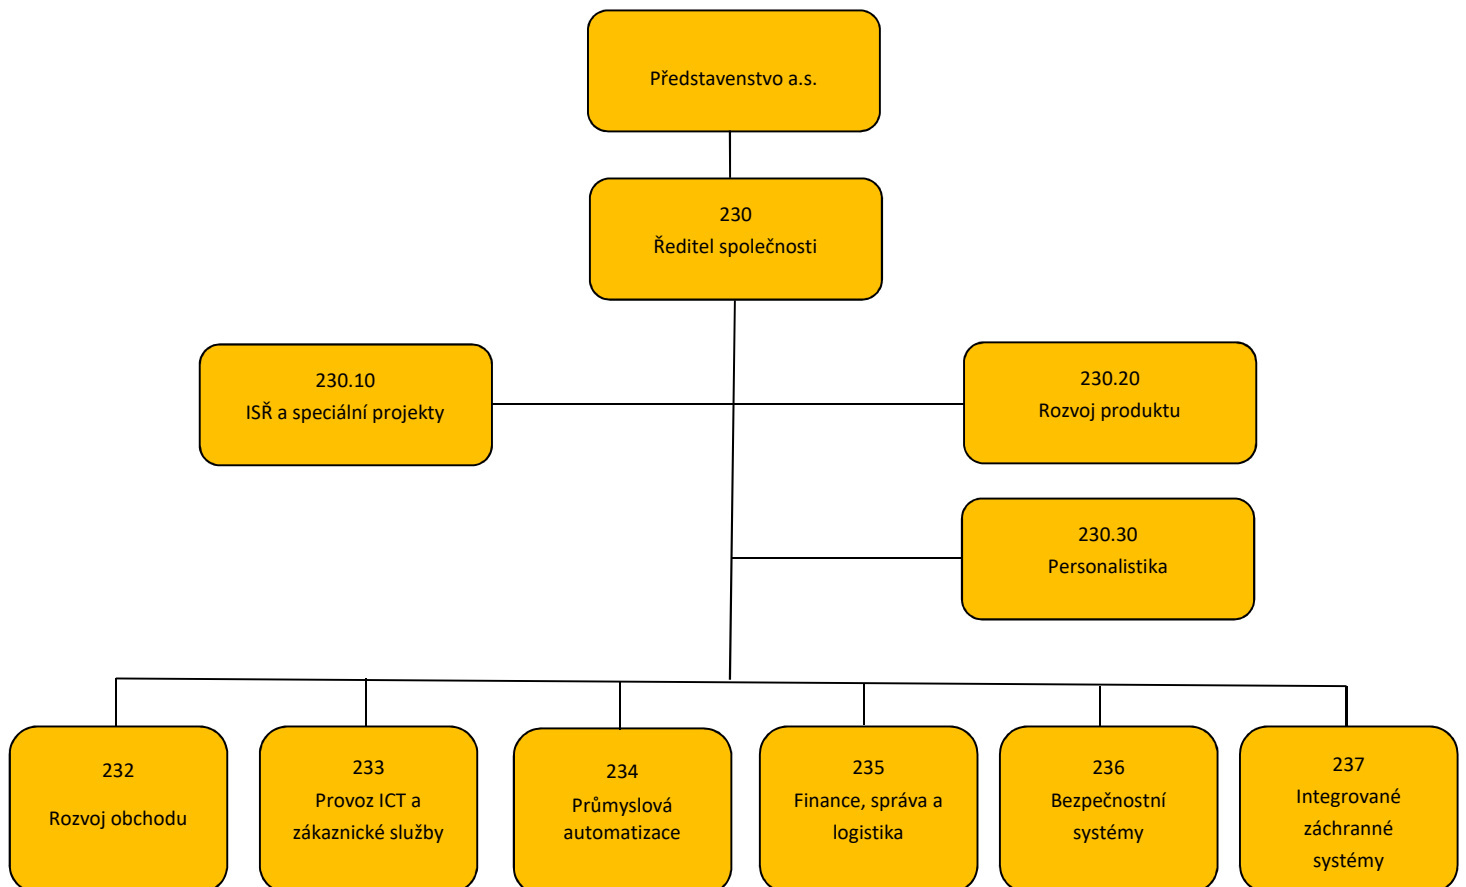 Představenstvo a.s.
230
Ředitel společnosti
230.10
ISŘ a speciální projekty
230.20
Rozvoj produktu
230.30
Personalistika
232
Rozvoj obchodu
233
Provoz ICT a
zákaznické služby
234
Průmyslová
automatizace
235
Finance, správa a
logistika
236
Bezpečnostní
systémy
237
Integrované
záchranné
systémy